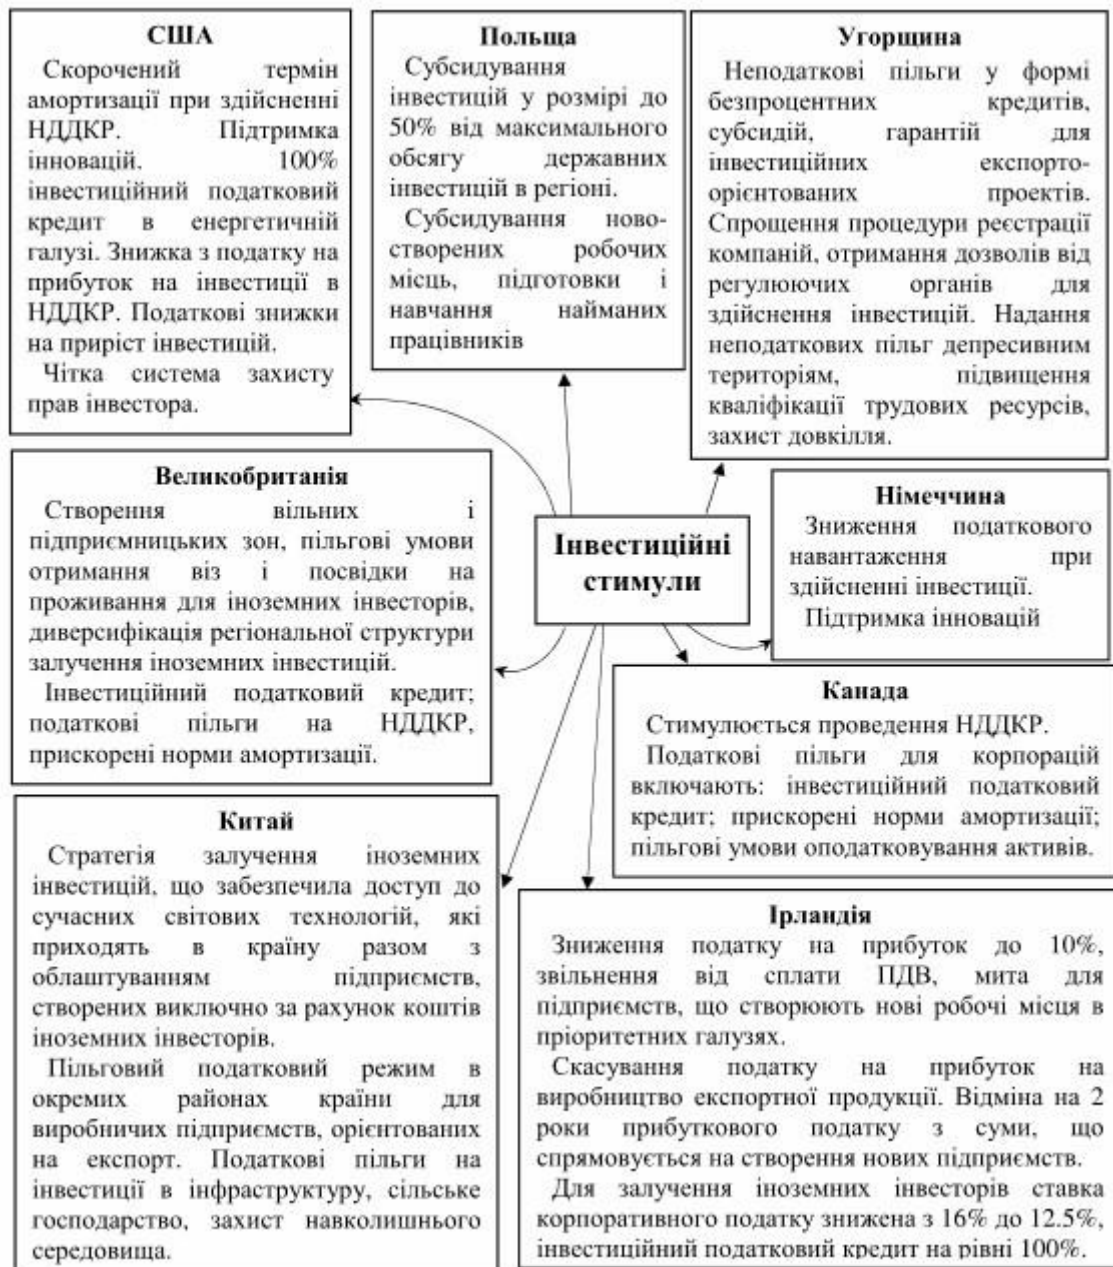 США
Скорочений термін
амортизації при здійсненні
НДДКР. Підтримка
інновацій. 100%
інвестиційний податковий
кредит в енергетичній
галузі. Знижка з податку на
прибуток на інвестиції в
НДДКР. Податкові знижки
на приріст інвестицій.
Чітка система захисту
прав інвестора.
Польща
Субсидування
інвестицій у розмірі до
50% від максимального
обсягу державних
інвестицій в регіоні.
Субсидування ново-
створених робочих
місць, підготовки і
навчання найманих
працівників
Угорщина
Неподаткові пільги у формі
безпроцентних кредитів,
субсидій, гарантій для
інвестиційних експорто-
орієнтованих проектів.
Спрощення процедури реєстрації
компаній, отримання дозволів від
регулюючих органів для
здійснення інвестицій. Надання
неподаткових пільг депресивним
територіям, підвищення
кваліфікації трудових ресурсів,
захист довкілля.
Великобританія
Створення вільних і
підприємницьких зон, пільгові умови
отримання віз і посвідки на
проживання для іноземних інвесторів,
диверсифікація регіональної структури
залучення іноземних інвестицій.
Інвестиційний податковий кредит;
податкові пільги на НДДКР,
прискорені норми амортизації.
Інвестиційні
стимули
Німеччина
Зниження податкового
навантаження при
здійсненні інвестиції.
Підтримка інновацій
Канада
Стимулюється проведення НДДКР.
Податкові пільги для корпорацій
включають: інвестиційний податковий
кредит; прискорені норми амортизації;
пільгові умови оподатковування активів.
Китай
Стратегія залучення іноземних
інвестицій, що забезпечила доступ до
сучасних світових технологій, які
приходять в країну разом з
облаштуванням підприємств,
створених виключно за рахунок коштів
іноземних інвесторів.
Пільговий податковий режим в
окремих районах країни для
виробничих підприємств, орієнтованих
на експорт. Податкові пільги на
інвестиції в інфраструктуру, сільське
господарство, захист навколишнього
середовища.
Ірландія
Зниження податку на прибуток до 10%,
звільнення від сплати ПДВ, мита для
підприємств, що створюють нові робочі місця в
пріоритетних галузях.
Скасування податку на прибуток на
виробництво експортної продукції. Відміна на 2
роки прибуткового податку з суми, що
спрямовується на створення нових підприємств.
Для залучення іноземних інвесторів ставка
корпоративного податку знижена з 16% до 12.5%,
інвестиційний податковий кредит на рівні 100%.